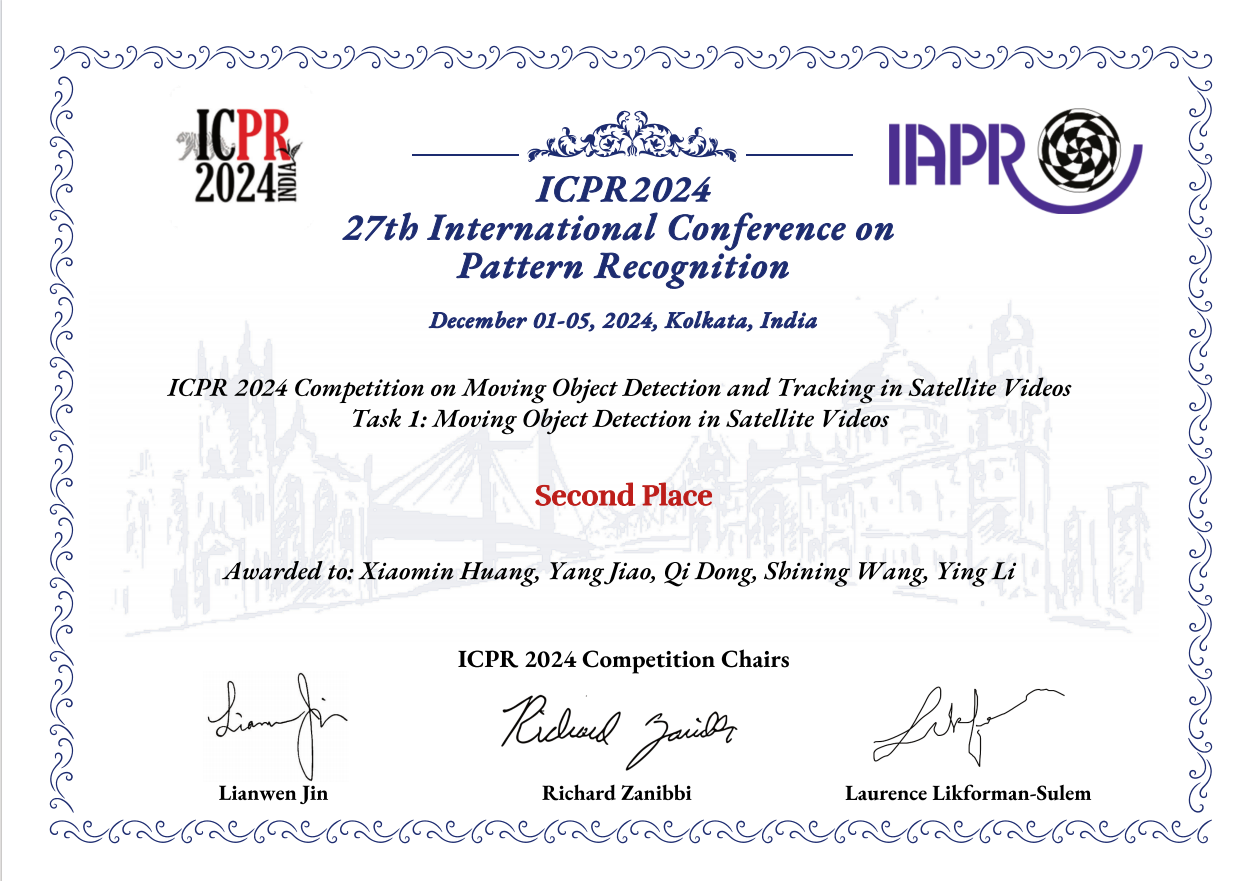 ICPR
2024 INDIA
IAPR
ICPR2024
27th International Conference on
Pattern Recognition
December 01-05, 2024, Kolkata, India
ICPR 2024 Competition on Moving Object Detection and Tracking in Satellite Videos
Task 1: Moving Object Detection in Satellite Videos
Second Place
Awarded to: Xiaomin Huang, Yang Jiao, Qi Dong, Shining Wang, Ying Li
ICPR 2024 Competition Chairs
Lianwen Jin
Richard Zanibbi
Laurence Likforman-Sulem